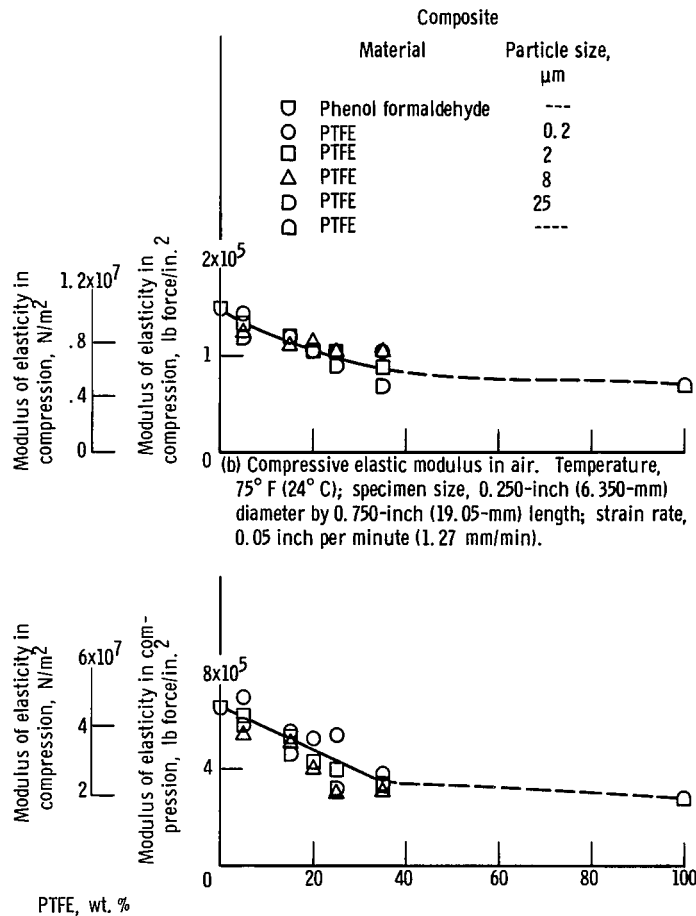 Composite
Material Particle size, μm
Phenol formaldehyde ---
PTFE 0.2
PTFE 2
PTFE 8
PTFE 25
PTFE ----
Modulus of elasticity in compression, N/m2
1.2x10^7
.8
.4
0
Modulus of elasticity in compression, lb force/in.2
2x10^5
1
0
(b) Compressive elastic modulus in air. Temperature,
75° F (24° C); specimen size, 0.250-inch (6.350-mm)
diameter by 0.750-inch (19.05-mm) length; strain rate,
0.05 inch per minute (1.27 mm/min).
Modulus of elasticity in
compression, N/m2
6x10^7
4
2
Modulus of elasticity in com-
pression, lb force/in.2
8x10^5
4
0 20 40 60 80 100
PTFE, wt. %